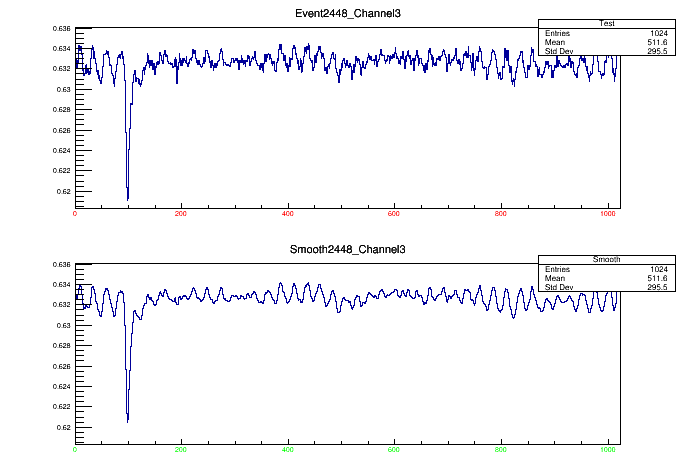 Event2448_Channel3
Test
Entries 1024
Mean 511.6
Std Dev 295.5
0.636
0.634
0.632
0.63
0.628
0.626
0.624
0.622
0.62
0 200 400 600 800 1000
Smooth2448_Channel3
Smooth
Entries 1024
Mean 511.6
Std Dev 295.5
0.636
0.634
0.632
0.63
0.628
0.626
0.624
0.622
0.62
0 200 400 600 800 1000